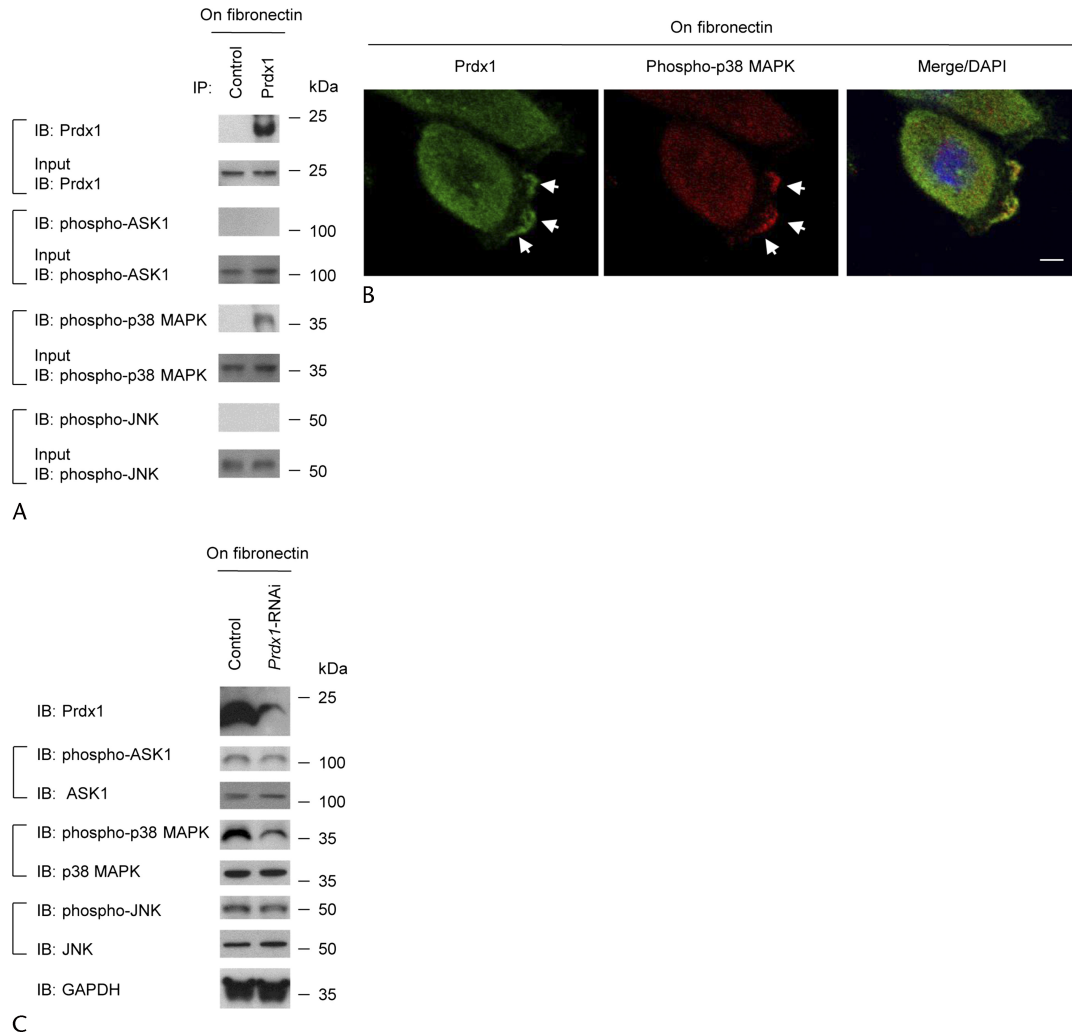 On fibronectin
IP:
Control
Prdx1
kDa
IB: Prdx1
25
Input
IB: Prdx1
25
IB: phospho-ASK1
100
Input
IB: phospho-ASK1
100
IB: phospho-p38 MAPK
35
Input
IB: phospho-p38 MAPK
35
IB: phospho-JNK
50
Input
IB: phospho-JNK
50
A
On fibronectin
Prdx1
Phospho-p38 MAPK
Merge/DAPI
B
On fibronectin
Control
Prdx1-RNAi
kDa
IB: Prdx1
25
IB: phospho-ASK1
100
IB: ASK1
100
IB: phospho-p38 MAPK
35
IB: p38 MAPK
35
IB: phospho-JNK
50
IB: JNK
50
IB: GAPDH
35
C